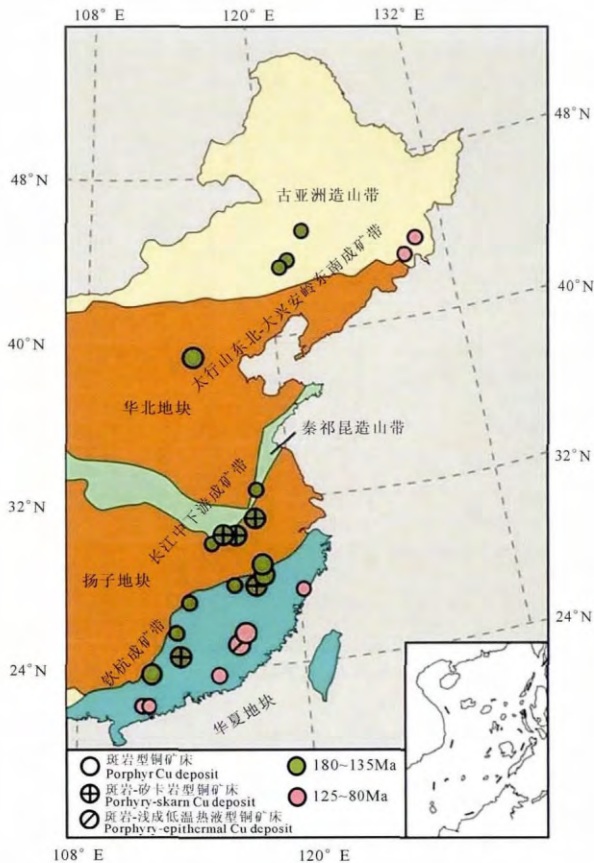 108° E 120° E 132° E
48° N
48° N
古亚洲造山带
太行山东北-大兴安岭东南成矿带
40° N
40° N
华北地块
秦祁昆造山带
32° N
32° N
长江中下游成矿带
扬子地块
24° N
24° N
钦杭成矿带
华夏地块
斑岩型铜矿床
Porphyr Cu deposit
斑岩-矽卡岩型铜矿床
Porhyry-skarn Cu deposit
斑岩-浅成低温热液型铜矿床
Porphyry-epithermal Cu deposit
180~135Ma
125~80Ma
108° E 120° E